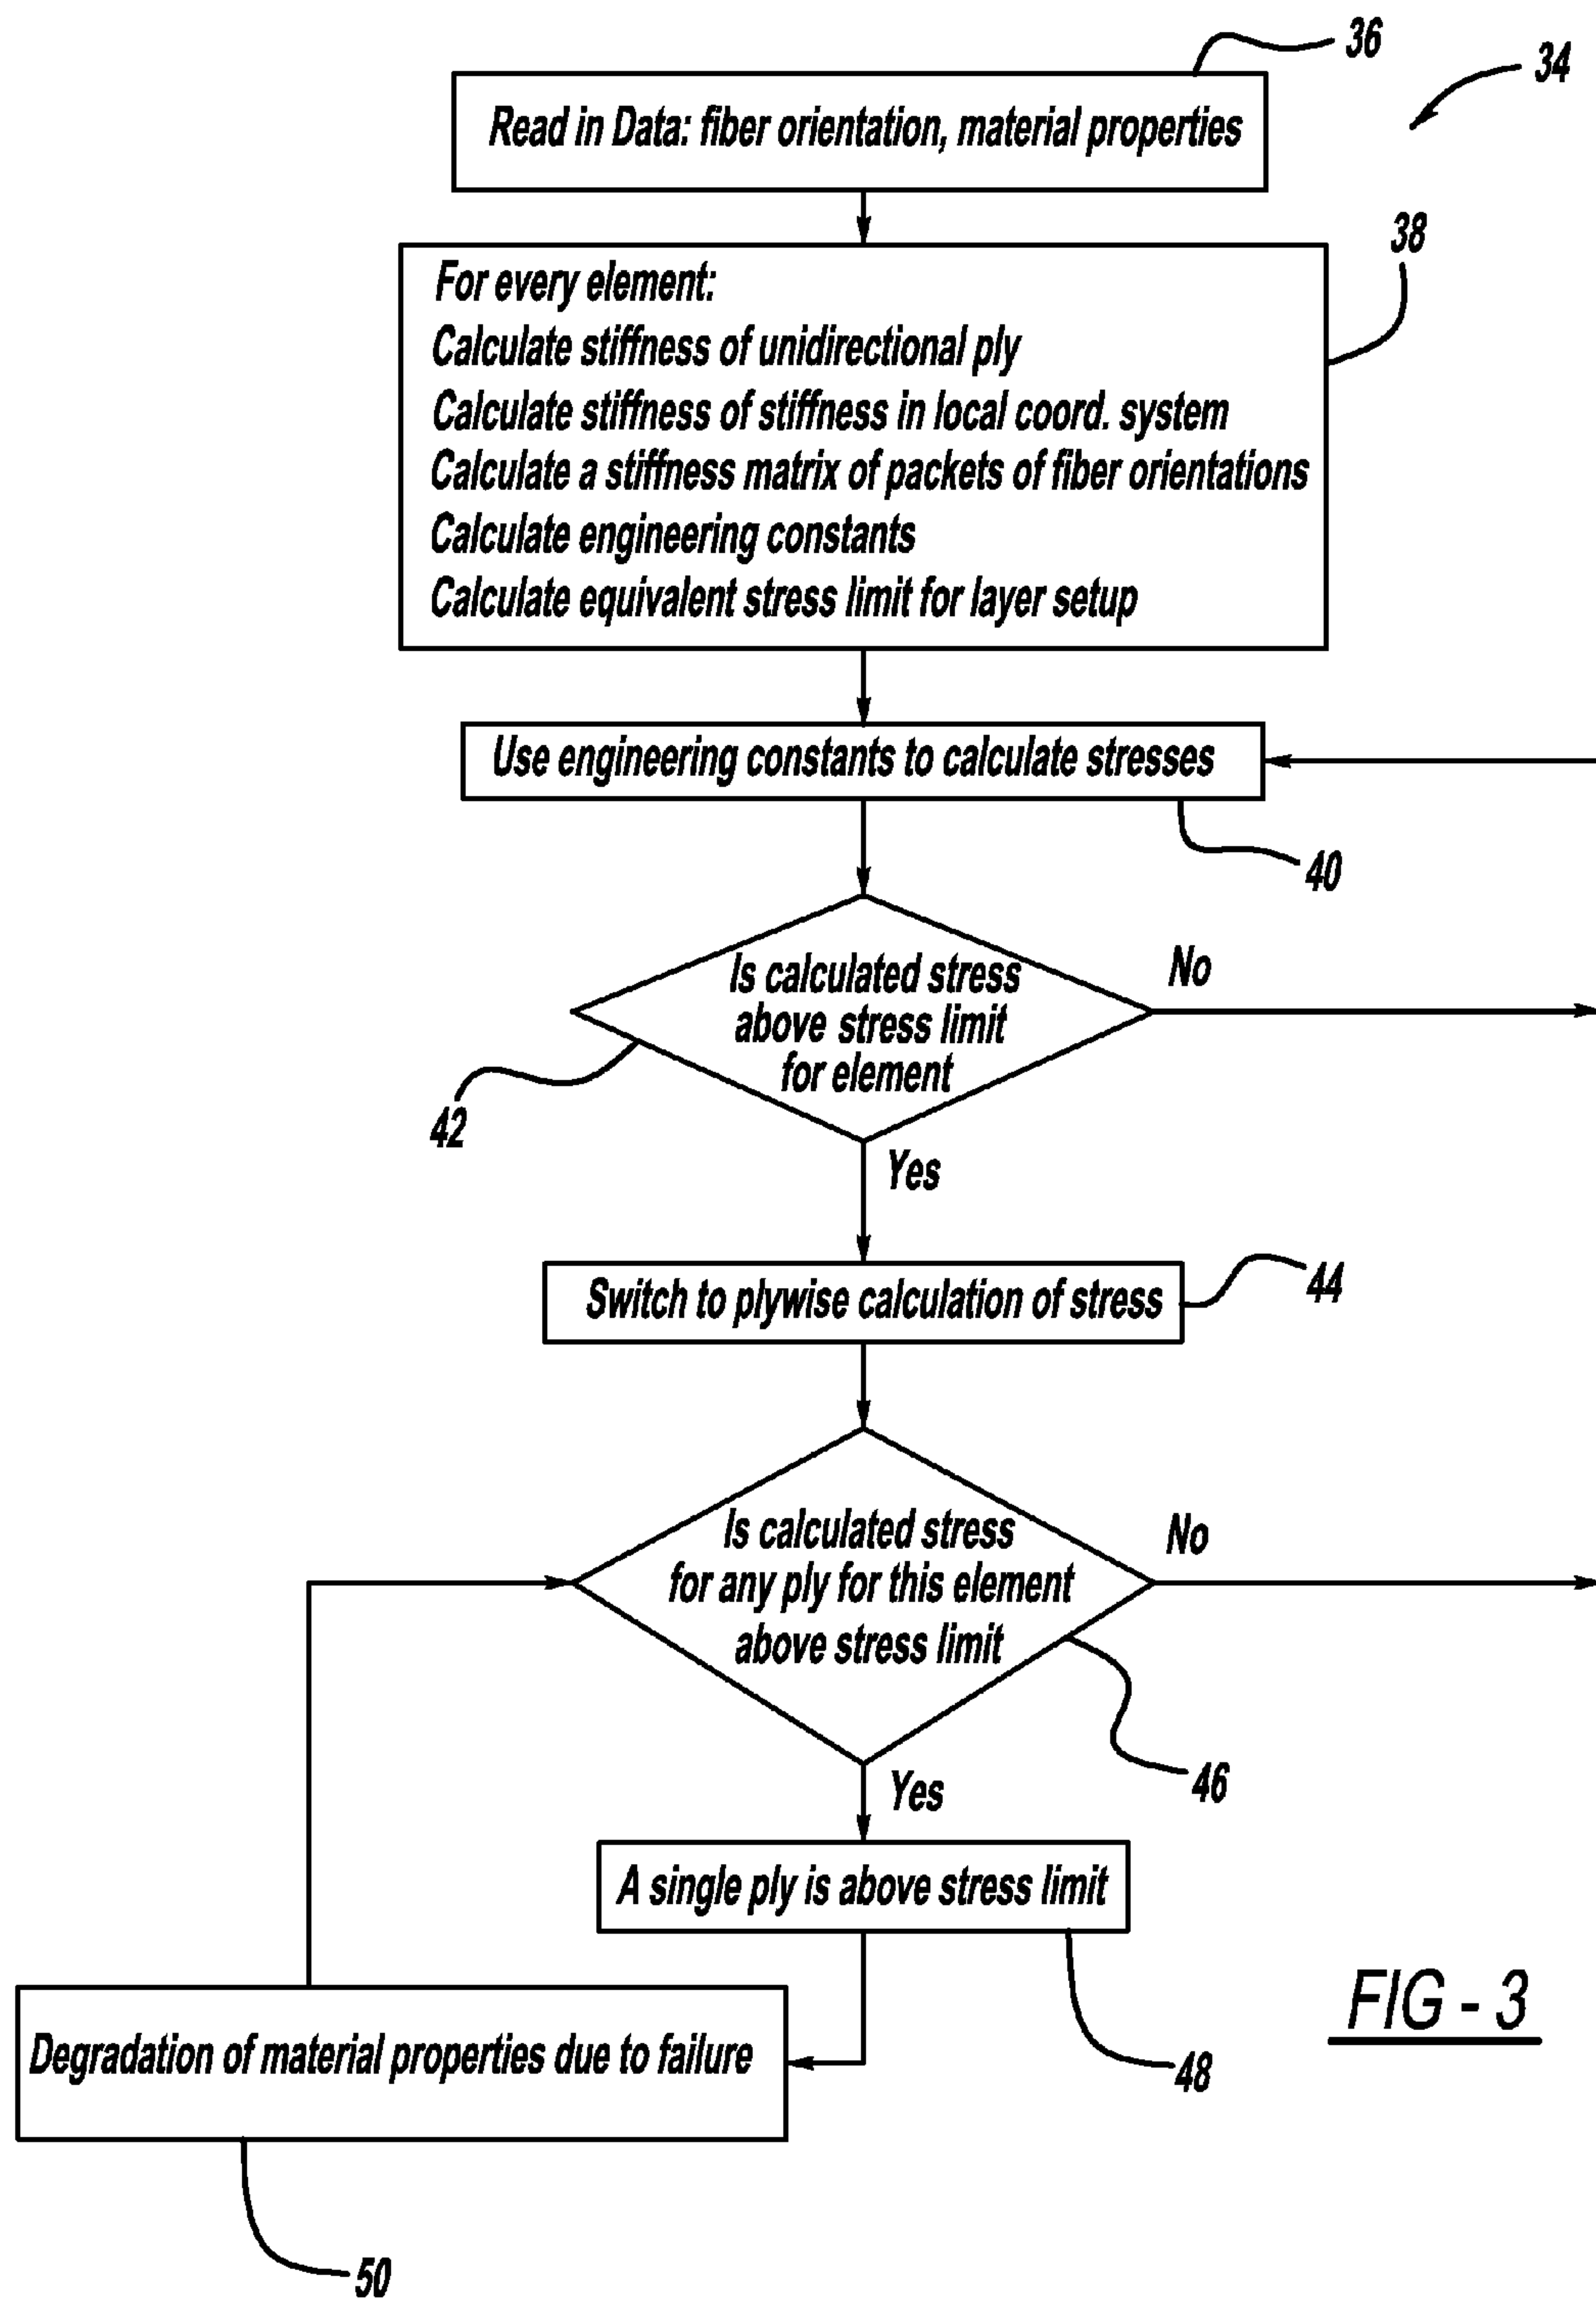 36
34
Read in Data: fiber orientation, material properties
38
For every element:
Calculate stiffness of unidirectional ply
Calculate stiffness of stiffness in local coord. system
Calculate a stiffness matrix of packets of fiber orientations
Calculate engineering constants
Calculate equivalent stress limit for layer setup
Use engineering constants to calculate stresses
40
Is calculated stress
above stress limit
for element
No
42
Yes
Switch to plywise calculation of stress
44
Is calculated stress
for any ply for this element
above stress limit
No
46
Yes
A single ply is above stress limit
48
Degradation of material properties due to failure
50
FIG - 3